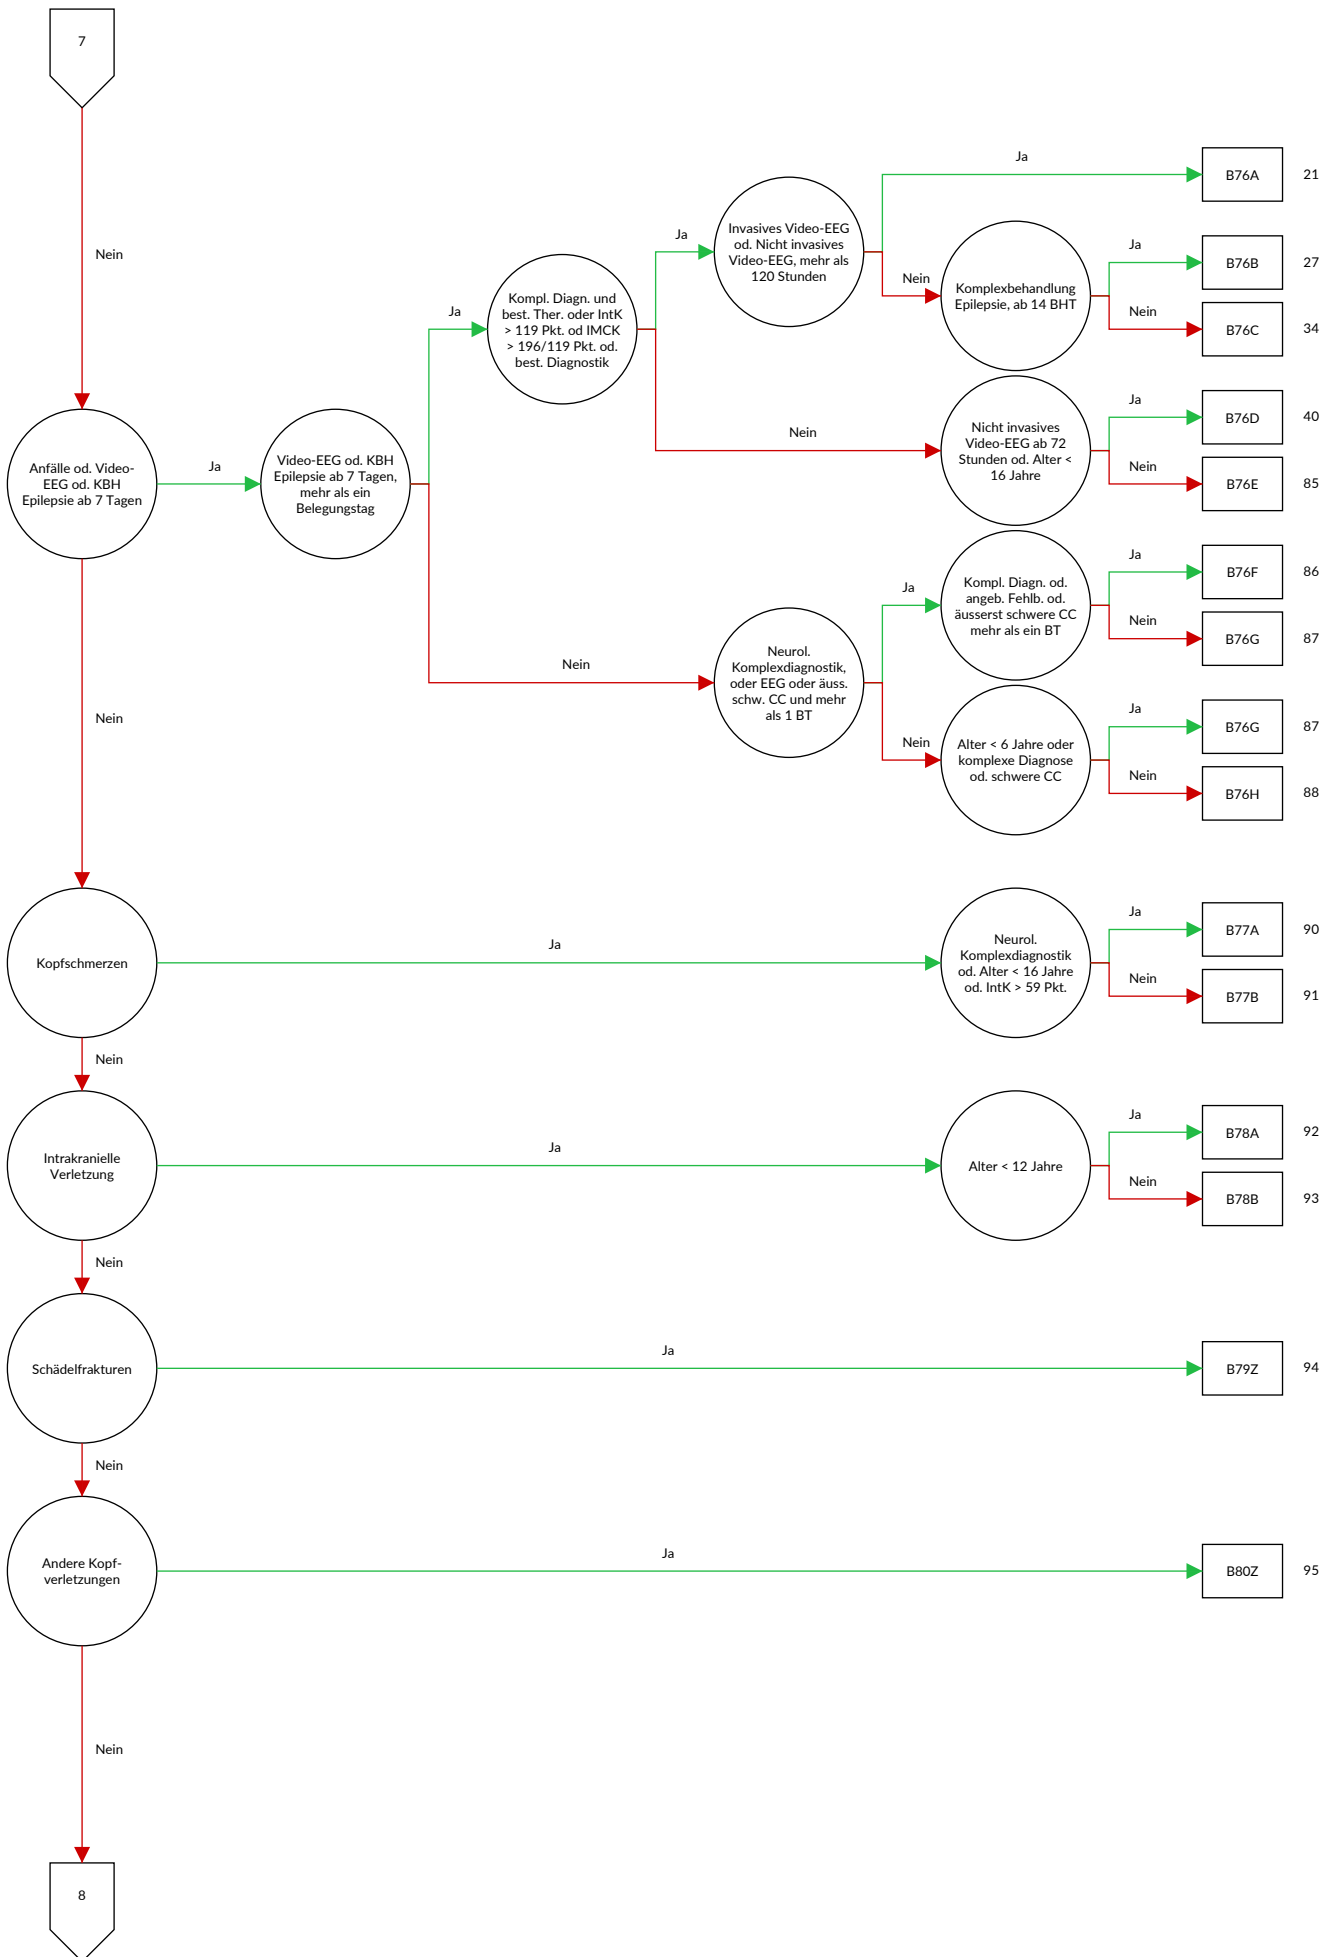 7
Nein
Ja
B76A
21
Invasives Video-EEG
od. Nicht invasives
Video-EEG, mehr als
120 Stunden
Ja
Nein
Komplexbehandlung
Epilepsie, ab 14 BHT
Ja
B76B
27
Nein
B76C
34
Kompl. Diagn. und
best. Ther. oder IntK
> 119 Pkt. od IMCK
> 196/119 Pkt. od.
best. Diagnostik
Ja
Nein
Nicht invasives
Video-EEG ab 72
Stunden od. Alter <
16 Jahre
Ja
B76D
40
Nein
B76E
85
Anfälle od. Video-
EEG od. KBH
Epilepsie ab 7 Tagen
Ja
Video-EEG od. KBH
Epilepsie ab 7 Tagen,
mehr als ein
Belegungstag
Nein
Neurol.
Komplexdiagnostik,
oder EEG oder äuss.
schw. CC und mehr
als 1 BT
Ja
Kompl. Diagn. od.
angeb. Fehlb. od.
äusserst schwere CC
mehr als ein BT
Ja
B76F
86
Nein
B76G
87
Nein
Alter < 6 Jahre oder
komplexe Diagnose
od. schwere CC
Ja
B76G
87
Nein
B76H
88
Nein
Kopfschmerzen
Ja
Neurol.
Komplexdiagnostik
od. Alter < 16 Jahre
od. IntK > 59 Pkt.
Ja
B77A
90
Nein
B77B
91
Nein
Intrakranielle
Verletzung
Ja
Alter < 12 Jahre
Ja
B78A
92
Nein
B78B
93
Nein
Schädelfrakturen
Ja
B79Z
94
Nein
Andere Kopf-
verletzungen
Ja
B80Z
95
Nein
8